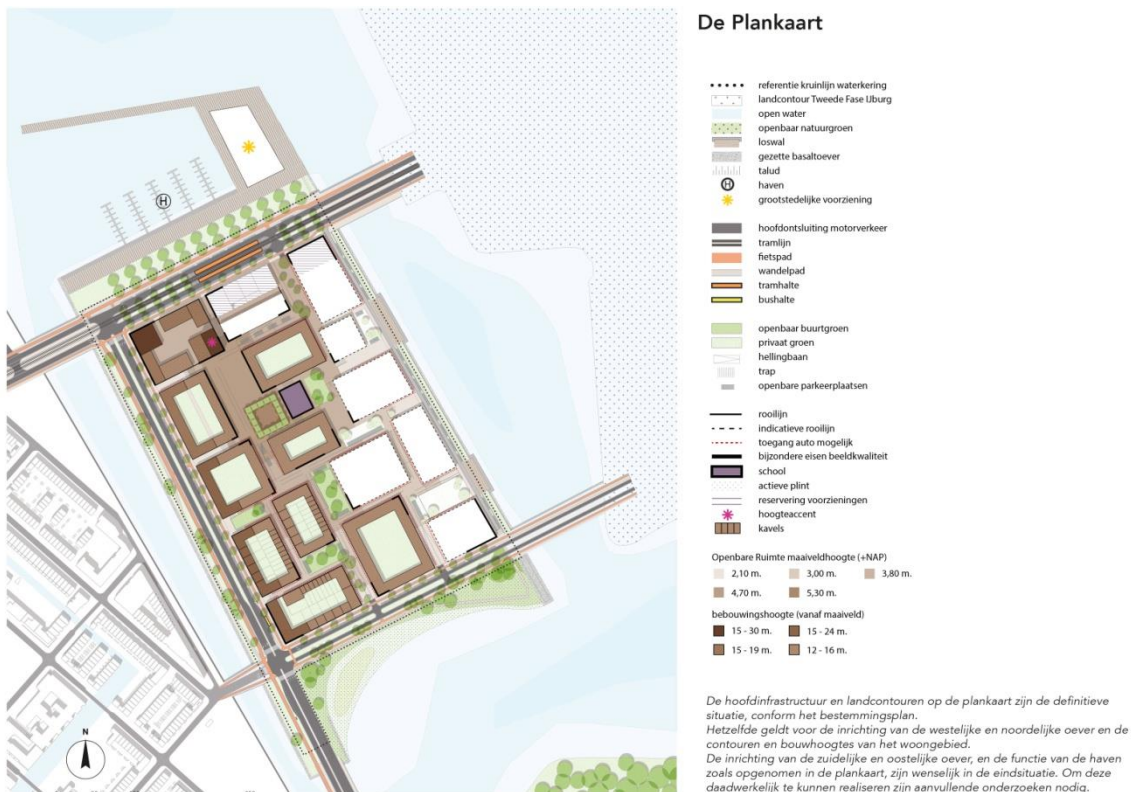 De Plankaart
referentie kruinlijn waterkering
landcontour Tweede Fase IJburg
open water
openbaar natuurgroen
loswal
gezette basaltoever
talud
H haven
grootstedelijke voorziening
hoofdontsluiting motorverkeer
tramlijn
fietspad
wandelpad
tramhalte
bushalte
openbaar buurtgroen
privaat groen
hellingbaan
trap
openbare parkeerplaatsen
rooilijn
indicatieve rooilijn
toegang auto mogelijk
bijzondere eisen beeldkwaliteit
school
actieve plint
reservering voorzieningen
hoogteaccent
kavels
Openbare Ruimte maaiveldhoogte (+NAP)
2,10 m. 3,00 m. 3,80 m.
4,70 m. 5,30 m.
bebouwingshoogte (vanaf maaiveld)
15 - 30 m. 15 - 24 m.
15 - 19 m. 12 - 16 m.
De hoofdinfrastructuur en landcontouren op de plankaart zijn de definitieve
situatie, conform het bestemmingsplan.
Hetzelfde geldt voor de inrichting van de westelijke en noordelijke oever en de
contouren en bouwhoogtes van het woongebied.
De inrichting van de zuidelijke en oostelijke oever, en de functie van de haven
zoals opgenomen in de plankaart, zijn wenselijk in de eindsituatie. Om deze
daadwerkelijk te kunnen realiseren zijn aanvullende onderzoeken nodig.
H
N